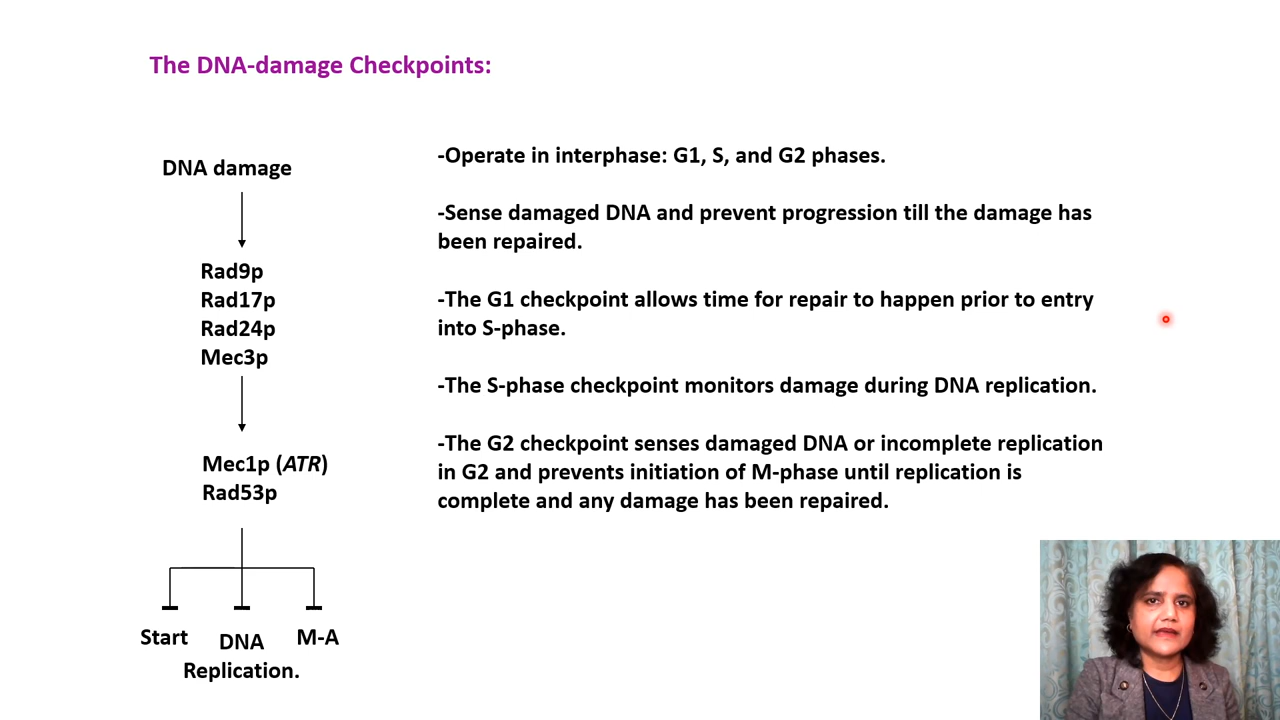 The DNA-damage Checkpoints:
DNA damage
Rad9p
Rad17p
Rad24p
Mec3p
Mec1p (ATR)
Rad53p
Start
DNA
Replication.
M-A
-Operate in interphase: G1, S, and G2 phases.
-Sense damaged DNA and prevent progression till the damage has
been repaired.
-The G1 checkpoint allows time for repair to happen prior to entry
into S-phase.
-The S-phase checkpoint monitors damage during DNA replication.
-The G2 checkpoint senses damaged DNA or incomplete replication
in G2 and prevents initiation of M-phase until replication is
complete and any damage has been repaired.